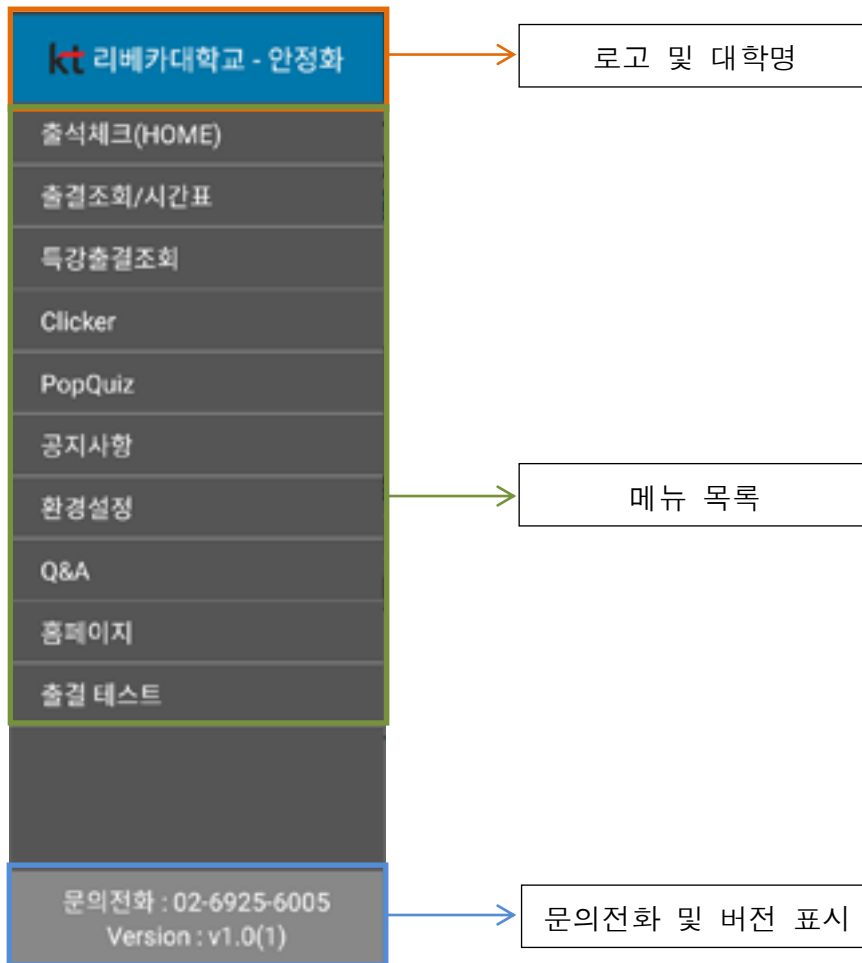 kt 리베카대학교 - 안정화
로고 및 대학명
출석체크(HOME)
출결조회/시간표
특강출결조회
Clicker
PopQuiz
공지사항
환경설정
메뉴 목록
Q&A
홈페이지
출결 테스트
문의전화 : 02-6925-6005
Version : v1.0(1)
문의전화 및 버전 표시